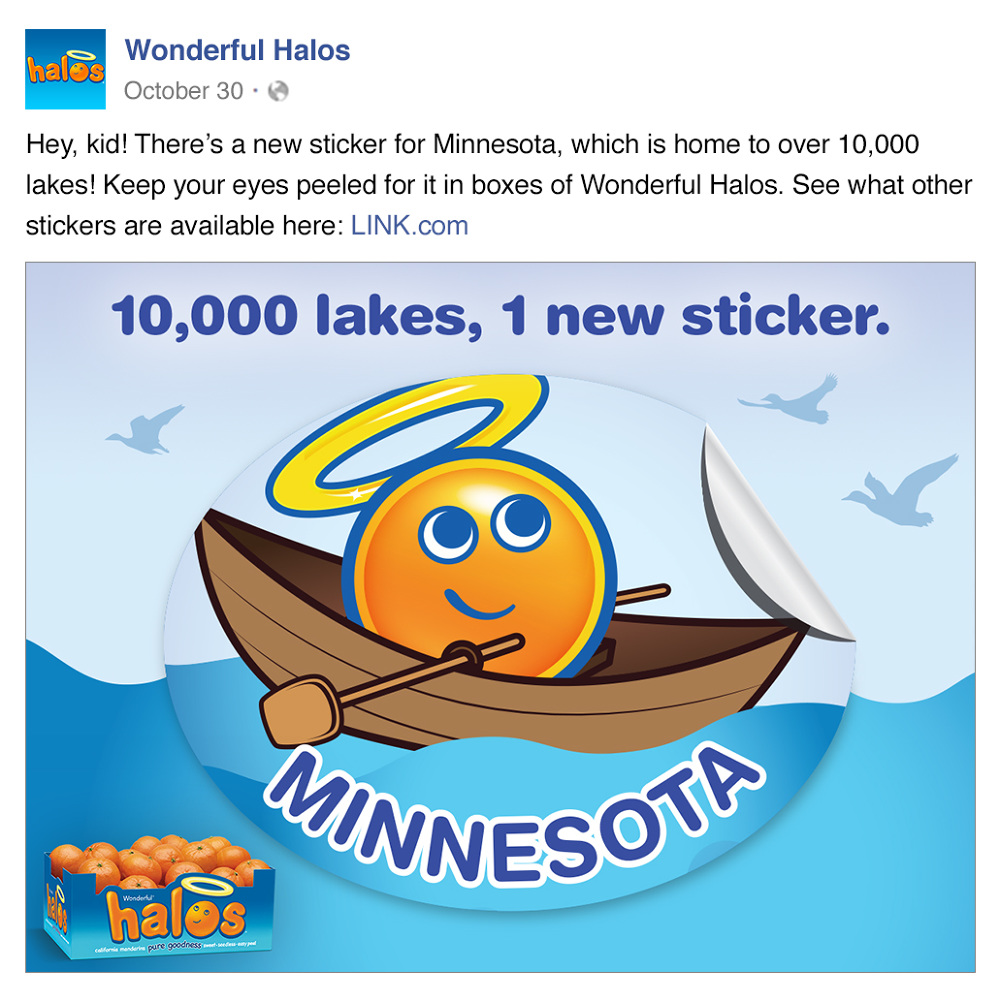 halos
Wonderful Halos
October 30 ·
Hey, kid! There’s a new sticker for Minnesota, which is home to over 10,000
lakes! Keep your eyes peeled for it in boxes of Wonderful Halos. See what other
stickers are available here: LINK.com
10,000 lakes, 1 new sticker.
MINNESOTA
Wonderful
halos
california mandarins pure goodness sweet · seedless · easy peel